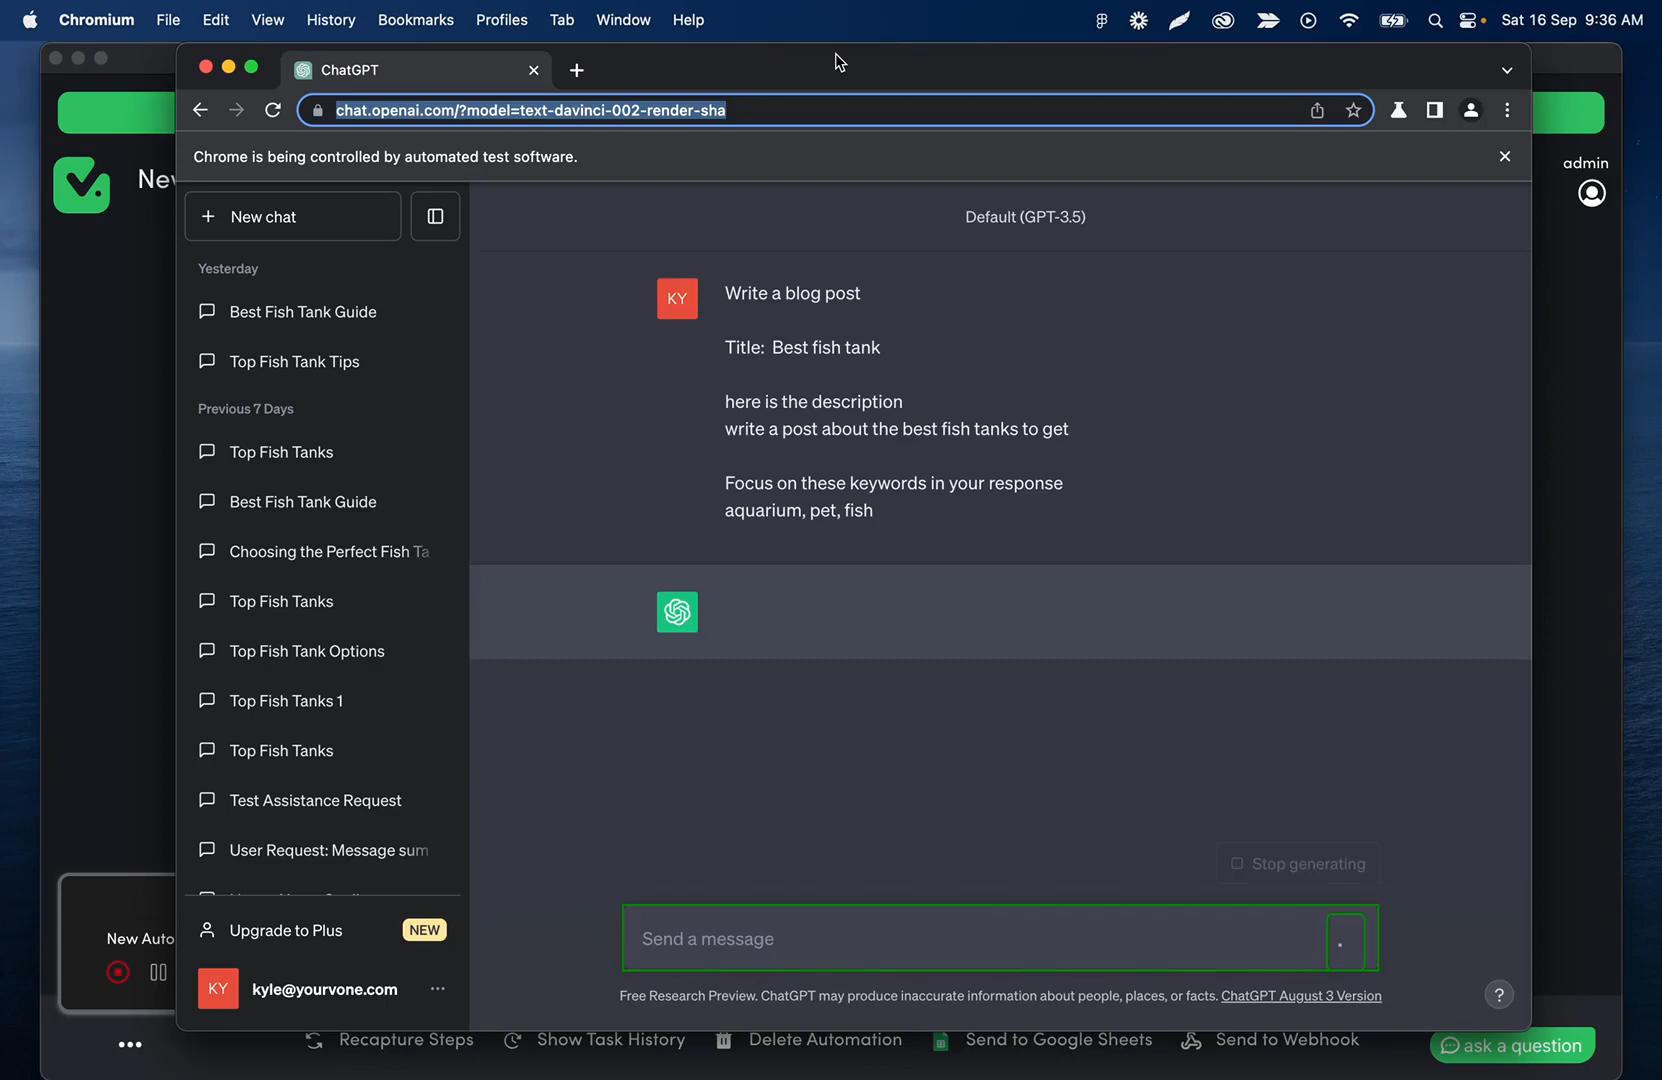 Chromium File Edit View History Bookmarks Profiles Tab Window Help Sat 16 Sep 9:36 AM
ChatGPT
chat.openai.com/?model=text-davinci-002-render-sha
Chrome is being controlled by automated test software.
admin
New chat
Default (GPT-3.5)
Yesterday
Best Fish Tank Guide
Top Fish Tank Tips
Previous 7 Days
Top Fish Tanks
Best Fish Tank Guide
Choosing the Perfect Fish Ta
Top Fish Tanks
Top Fish Tank Options
Top Fish Tanks 1
Top Fish Tanks
Test Assistance Request
User Request: Message sum
KY
Write a blog post
Title: Best fish tank
here is the description
write a post about the best fish tanks to get
Focus on these keywords in your response
aquarium, pet, fish
Stop generating
Send a message
Free Research Preview. ChatGPT may produce inaccurate information about people, places, or facts. ChatGPT August 3 Version
?
Upgrade to Plus NEW
KY kyle@yourvone.com
New Auto
Recapture Steps Show Task History Delete Automation Send to Google Sheets Send to Webhook
ask a question